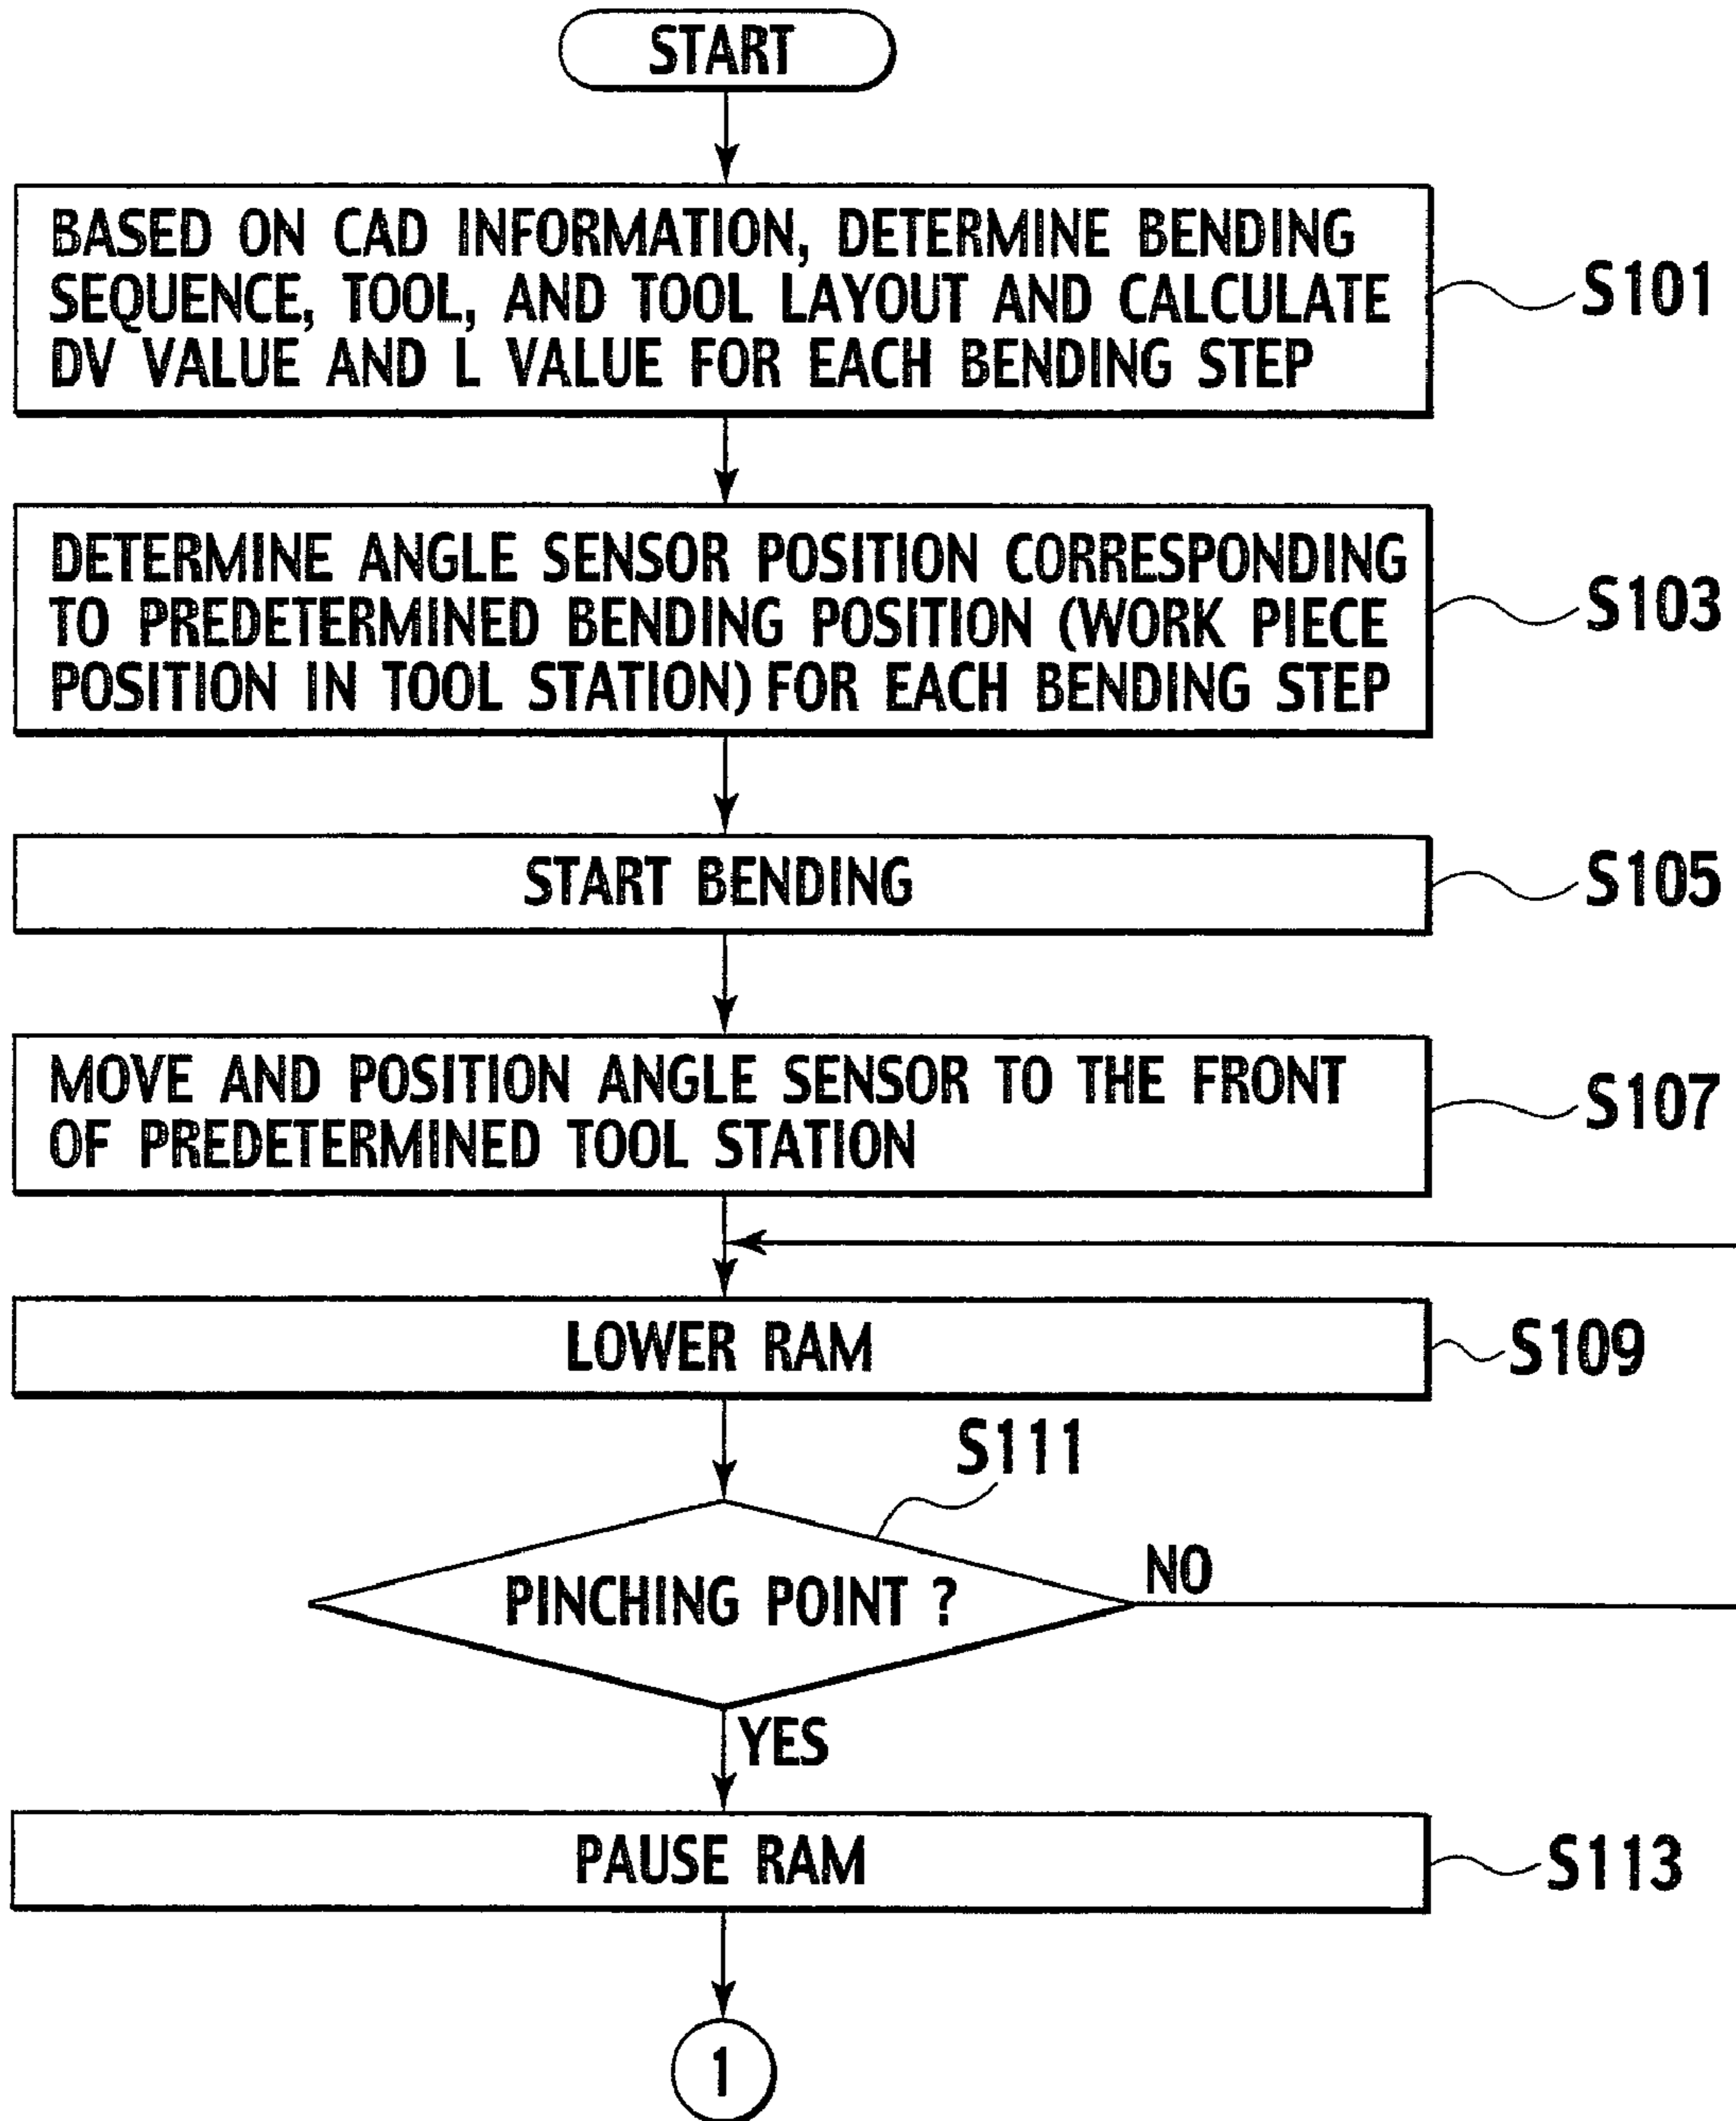 START
BASED ON CAD INFORMATION, DETERMINE BENDING
SEQUENCE, TOOL, AND TOOL LAYOUT AND CALCULATE
DV VALUE AND L VALUE FOR EACH BENDING STEP
S101
DETERMINE ANGLE SENSOR POSITION CORRESPONDING
TO PREDETERMINED BENDING POSITION (WORK PIECE
POSITION IN TOOL STATION) FOR EACH BENDING STEP
S103
START BENDING
S105
MOVE AND POSITION ANGLE SENSOR TO THE FRONT
OF PREDETERMINED TOOL STATION
S107
LOWER RAM
S109
S111
PINCHING POINT ?
NO
YES
PAUSE RAM
S113
1